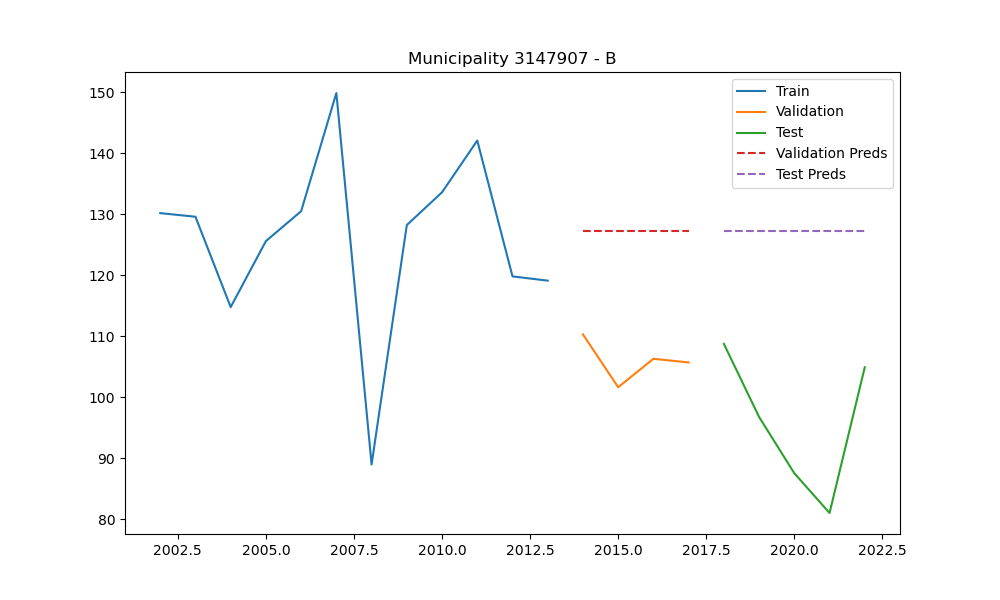 Municipality 3147907 - B
150
140
130
120
110
100
90
80
2002.5
2005.0
2007.5
2010.0
2012.5
2015.0
2017.5
2020.0
2022.5
Train
Validation
Test
Validation Preds
Test Preds